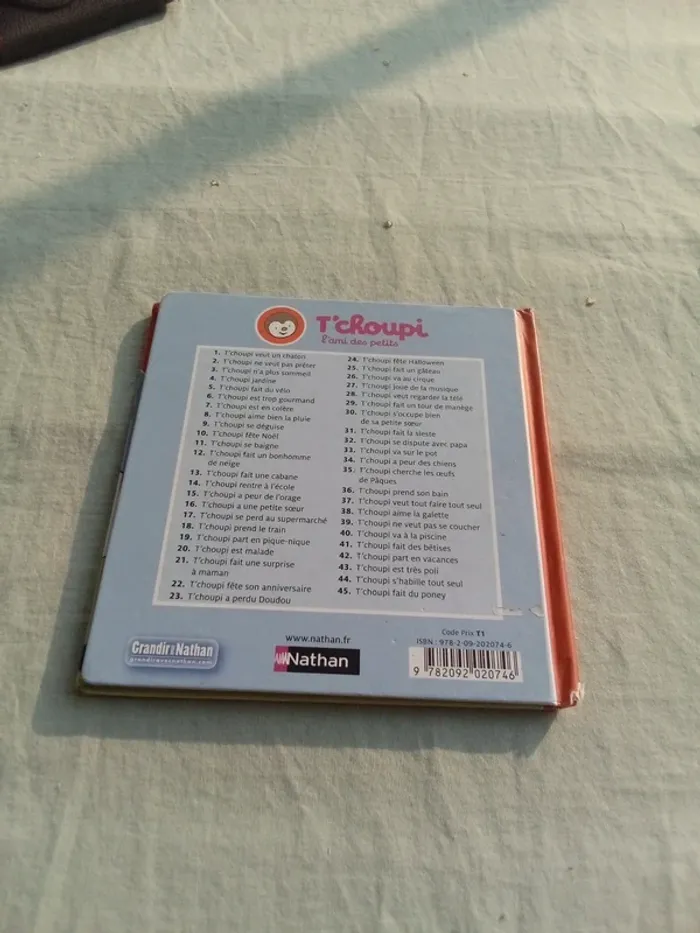 T'choupi
L'ami des petits
1. T'choupi veut un chaton
2. T'choupi ne veut pas prêter
3. T'choupi n'a plus sommeil
4. T'choupi jardine
5. T'choupi fait du vélo
6. T'choupi est trop gourmand
7. T'choupi est en colère
8. T'choupi aime bien la pluie
9. T'choupi se déguise
10. T'choupi fête Noël
11. T'choupi se baigne
12. T'choupi fait un bonhomme
de neige
13. T'choupi fait une cabane
14. T'choupi rentre à l'école
15. T'choupi a peur de l'orage
16. T'choupi a une petite sœur
17. T'choupi se perd au supermarché
18. T'choupi prend le train
19. T'choupi part en pique-nique
20. T'choupi est malade
21. T'choupi fait une surprise
à maman
22. T'choupi fête son anniversaire
23. T'choupi a perdu Doudou
24. T'choupi fête Halloween
25. T'choupi fait un gâteau
26. T'choupi va au cirque
27. T'choupi joue de la musique
28. T'choupi veut regarder la télé
29. T'choupi fait un tour de manège
30. T'choupi s'occupe bien
de sa petite sœur
31. T'choupi fait la sieste
32. T'choupi se dispute avec papa
33. T'choupi va sur le pot
34. T'choupi a peur des chiens
35. T'choupi cherche les œufs
de Pâques
36. T'choupi prend son bain
37. T'choupi veut tout faire tout seul
38. T'choupi aime la galette
39. T'choupi ne veut pas se coucher
40. T'choupi va à la piscine
41. T'choupi fait des bêtises
42. T'choupi part en vacances
43. T'choupi est très poli
44. T'choupi s'habille tout seul
45. T'choupi fait du poney
Grandir avec Nathan
grandiravecnathan.com
www.nathan.fr
Nathan
Code Prix T1
ISBN : 978-2-09-202074-6
9 782092 020746